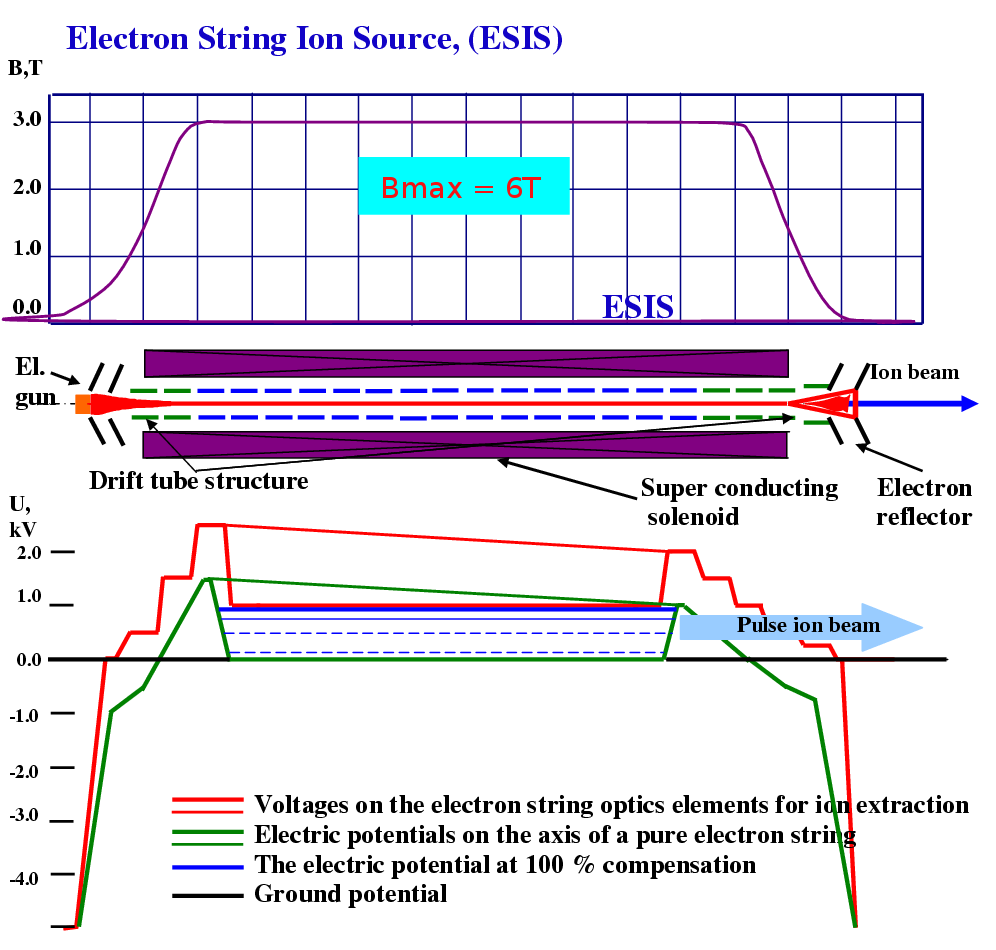 Electron String Ion Source, (ESIS)
B,T
3.0
2.0
1.0
0.0
Bmax = 6T
ESIS
El.
gun
Ion beam
Drift tube structure
Super conducting
solenoid
Electron
reflector
U,
kV
2.0
1.0
0.0
-1.0
-2.0
-3.0
-4.0
Pulse ion beam
Voltages on the electron string optics elements for ion extraction
Electric potentials on the axis of a pure electron string
The electric potential at 100 % compensation
Ground potential